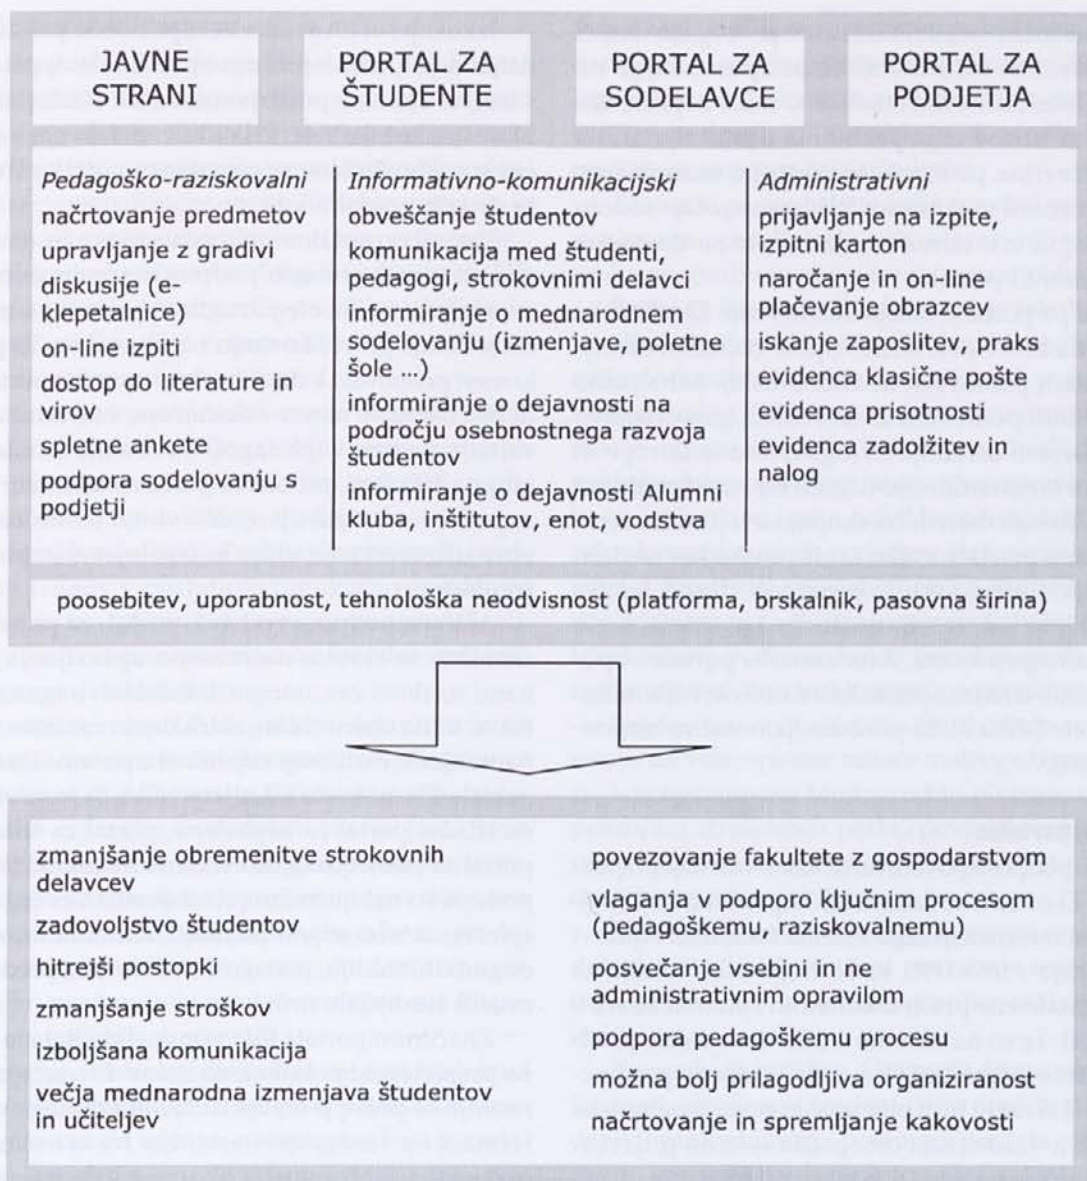 JAVNE
STRANI
PORTAL ZA
ŠTUDENTE
PORTAL ZA
SODELAVCE
PORTAL ZA
PODJETJA
Pedagoško-raziskovalni
načrtovanje predmetov
upravljanje z gradivi
diskusije (e-
klepetalnice)
on-line izpiti
dostop do literature in
virov
spletne ankete
podpora sodelovanju s
podjetji
Informativno-komunikacijski
obveščanje študentov
komunikacija med študenti,
pedagogi, strokovnimi delavci
informiranje o mednarodnem
sodelovanju (izmenjave, poletne
šole ...)
informiranje o dejavnosti na
področju osebnostnega razvoja
študentov
informiranje o dejavnosti Alumni
kluba, inštitutov, enot, vodstva
Administrativni
prijavljanje na izpite,
izpitni karton
naročanje in on-line
plačevanje obrazcev
iskanje zaposlitev, praks
evidenca klasične pošte
evidenca prisotnosti
evidenca zadolžitev in
nalog
poosebitev, uporabnost, tehnološka neodvisnost (platforma, brskalnik, pasovna širina)
zmanjšanje obremenitve strokovnih
delavcev
zadovoljstvo študentov
hitrejši postopki
zmanjšanje stroškov
izboljšana komunikacija
večja mednarodna izmenjava študentov
in učiteljev
povezovanje fakultete z gospodarstvom
vlaganja v podporo ključnim procesom
(pedagoškemu, raziskovalnemu)
posvečanje vsebini in ne
administrativnim opravilom
podpora pedagoškemu procesu
možna bolj prilagodljiva organiziranost
načrtovanje in spremljanje kakovosti